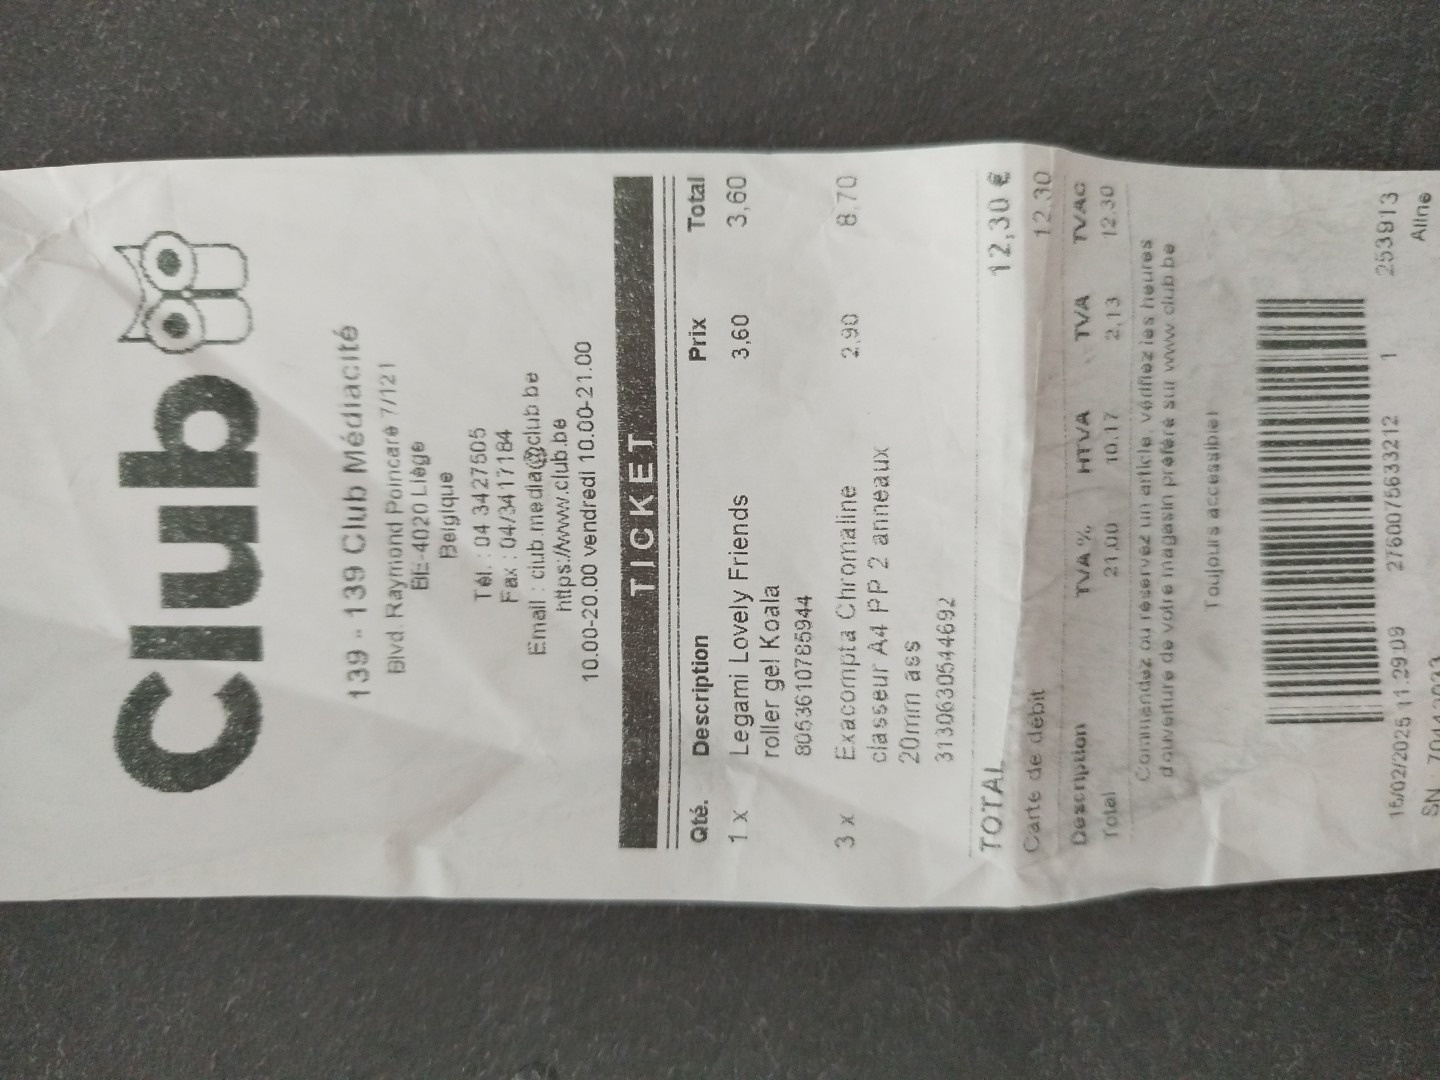 Club
139 - 139 Club Médiacité
Blvd. Raymond Poincaré 7/121
BE-4020 Liège
Belgique
Tél. : 04 3427505
Fax : 04/3417184
Email : club.media@club.be
https://www.club.be
10.00-20.00 vendredi 10.00-21.00
TICKET
Qté. Description Prix Total
1 x Legami Lovely Friends 3,60 3,60
roller gel Koala
8053610785944
3 x Exacompta Chromaline 2,90 8,70
classeur A4 PP 2 anneaux
20mm ass
3130630544692
TOTAL 12,30 €
Carte de débit 12,30
Description TVA % HTVA TVA TVAC
Total 21,00 10,17 2,13 12,30
Commandez ou réservez un article, vérifiez les heures
d'ouverture de votre magasin préféré sur www.club.be
Toujours accessible!
15/02/2025 11:29:09 2760075633212 1 253913
SN : Aline